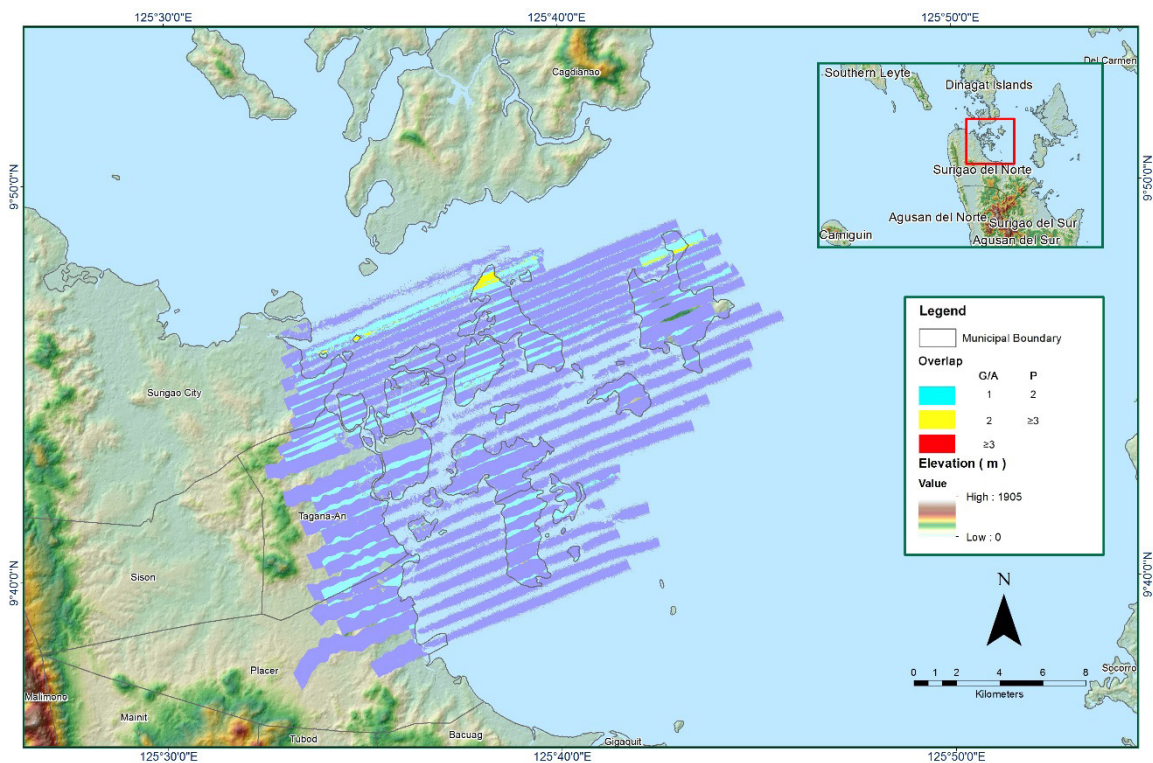 125°30'0"E 125°40'0"E 125°50'0"E
Cagdianao
Del Carmen
Southern Leyte
Dinagat Islands
Surigao del Norte
Agusan del Norte
Surigao del Sur
Camiguin
Agusan del Sur
9°50'0"N 9°50'0"N
Legend
Municipal Boundary
Overlap
G/A P
1 2
2 ≥3
≥3
Elevation ( m )
Value
High : 1905
Low : 0
Surigao City
Tagana-An
Sison
9°40'0"N 9°40'0"N
N
Placer
Malimono
Mainit
Tubod
Bacuag
Gigaquit
Socorro
0 1 2 4 6 8
Kilometers
125°30'0"E 125°40'0"E 125°50'0"E